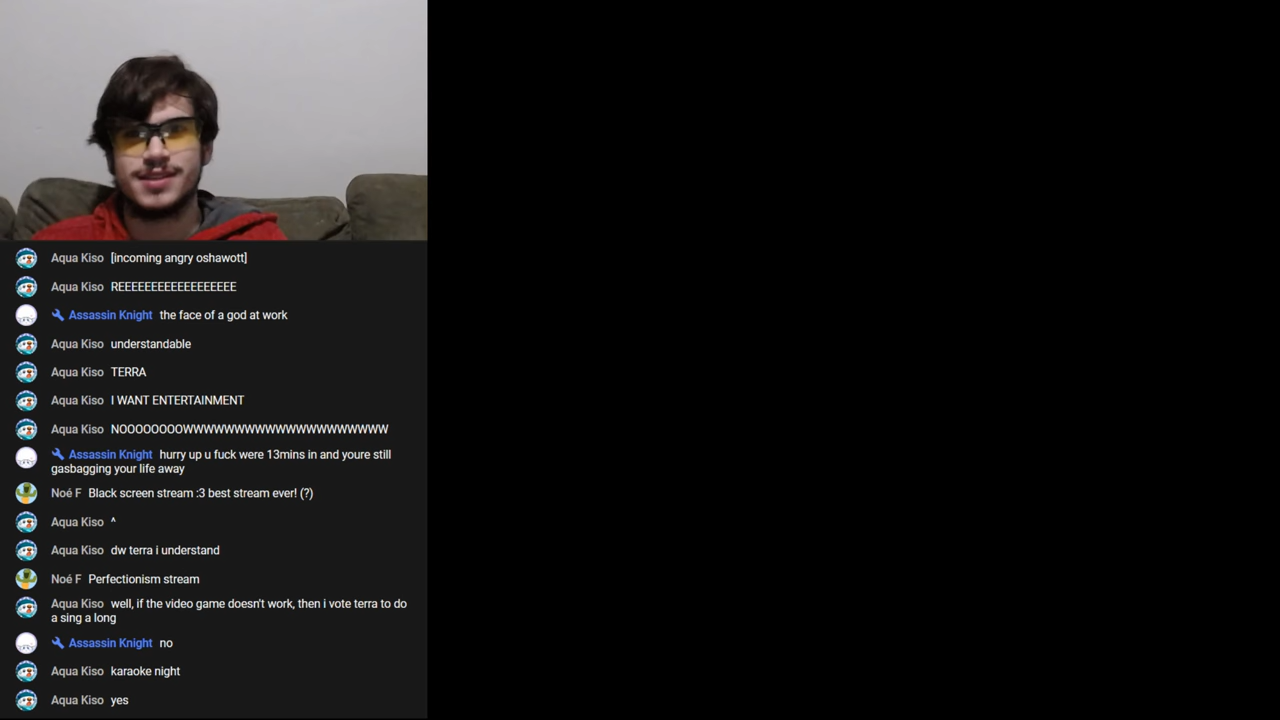 Aqua Kiso [incoming angry oshawott]
Aqua Kiso REEEEEEEEEEEEEEEEEE
Assassin Knight the face of a god at work
Aqua Kiso understandable
Aqua Kiso TERRA
Aqua Kiso I WANT ENTERTAINMENT
Aqua Kiso NOOOOOOOOWWWWWWWWWWWWWWWWWWWWW
Assassin Knight hurry up u fuck were 13mins in and youre still
gasbagging your life away
Noé F Black screen stream :3 best stream ever! (?)
Aqua Kiso ^
Aqua Kiso dw terra i understand
Noé F Perfectionism stream
Aqua Kiso well, if the video game doesn't work, then i vote terra to do
a sing a long
Assassin Knight no
Aqua Kiso karaoke night
Aqua Kiso yes